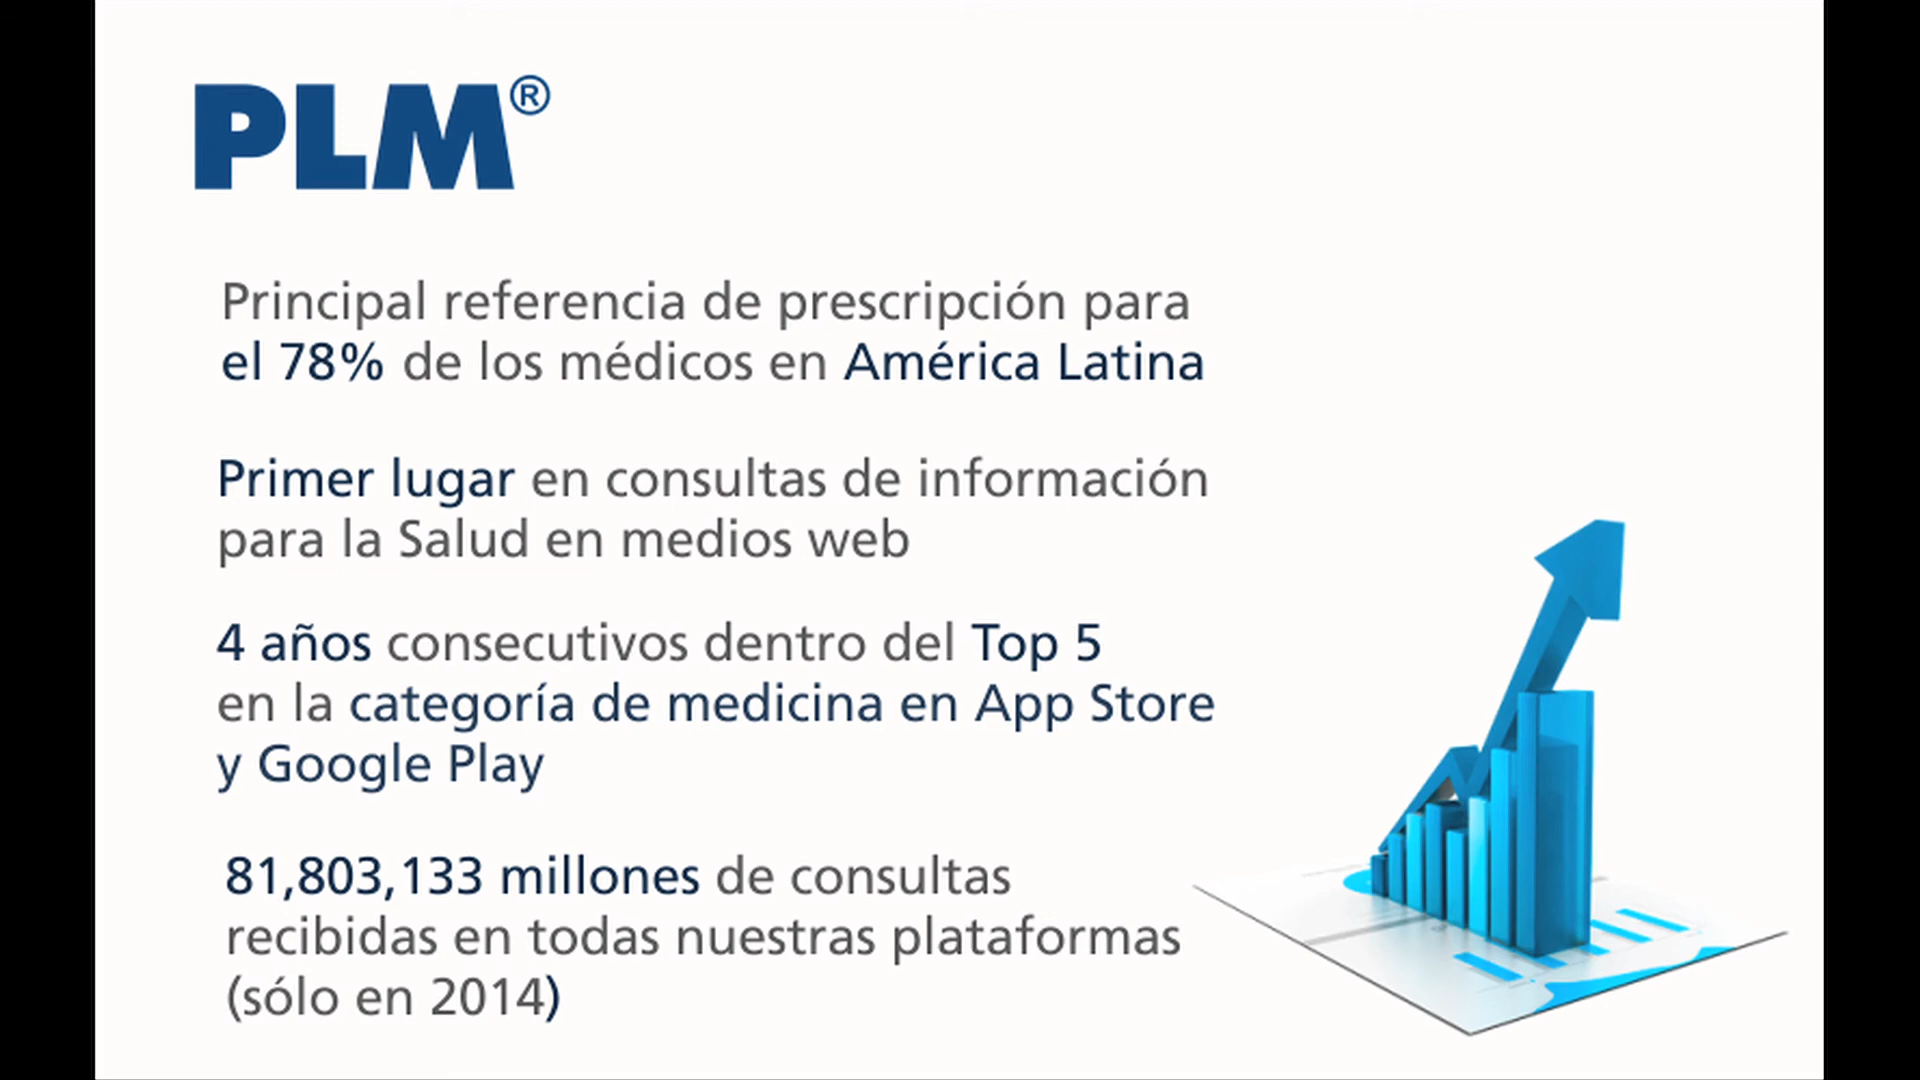 PLM®
Principal referencia de prescripción para
el 78% de los médicos en América Latina
Primer lugar en consultas de información
para la Salud en medios web
4 años consecutivos dentro del Top 5
en la categoría de medicina en App Store
y Google Play
81,803,133 millones de consultas
recibidas en todas nuestras plataformas
(sólo en 2014)